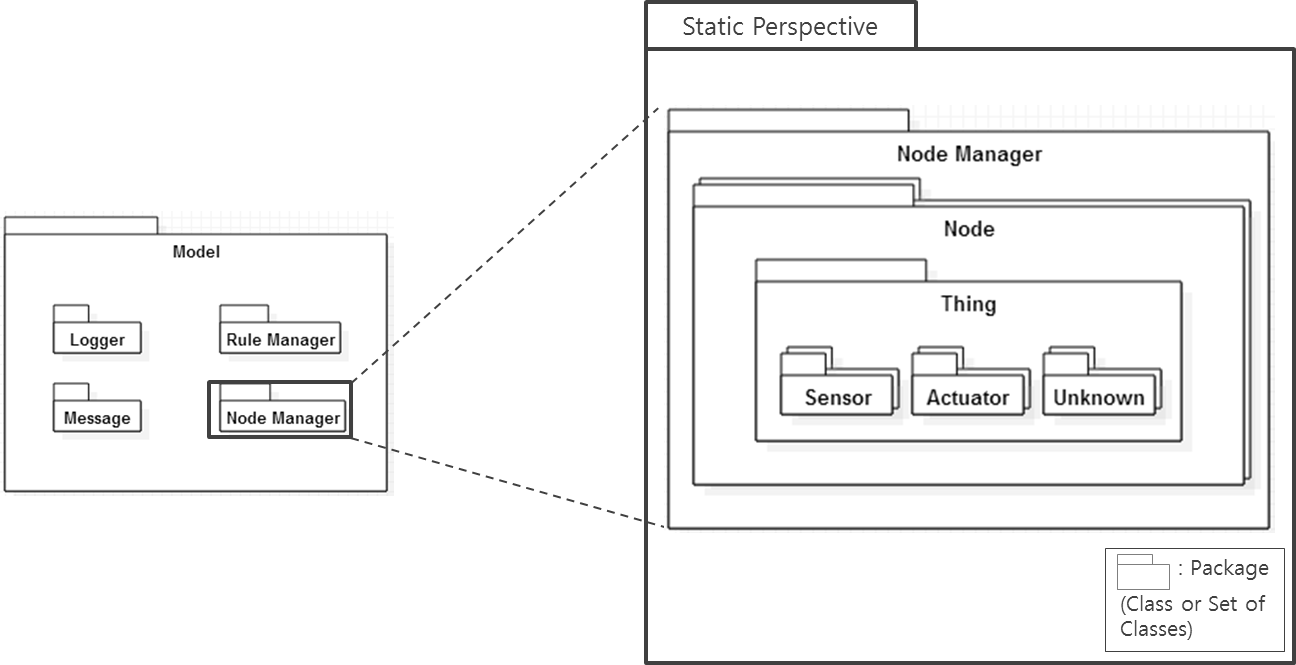 Static Perspective
Model
Logger
Rule Manager
Message
Node Manager
Node Manager
Node
Thing
Sensor
Actuator
Unknown
: Package
(Class or Set of
Classes)